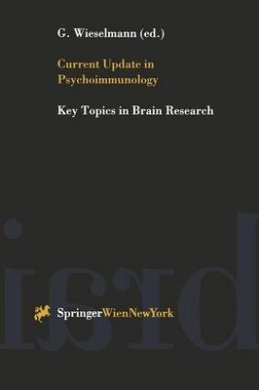 G. Wieselmann (ed.)
Current Update in
Psychoimmunology
Key Topics in Brain Research
SpringerWienNewYork